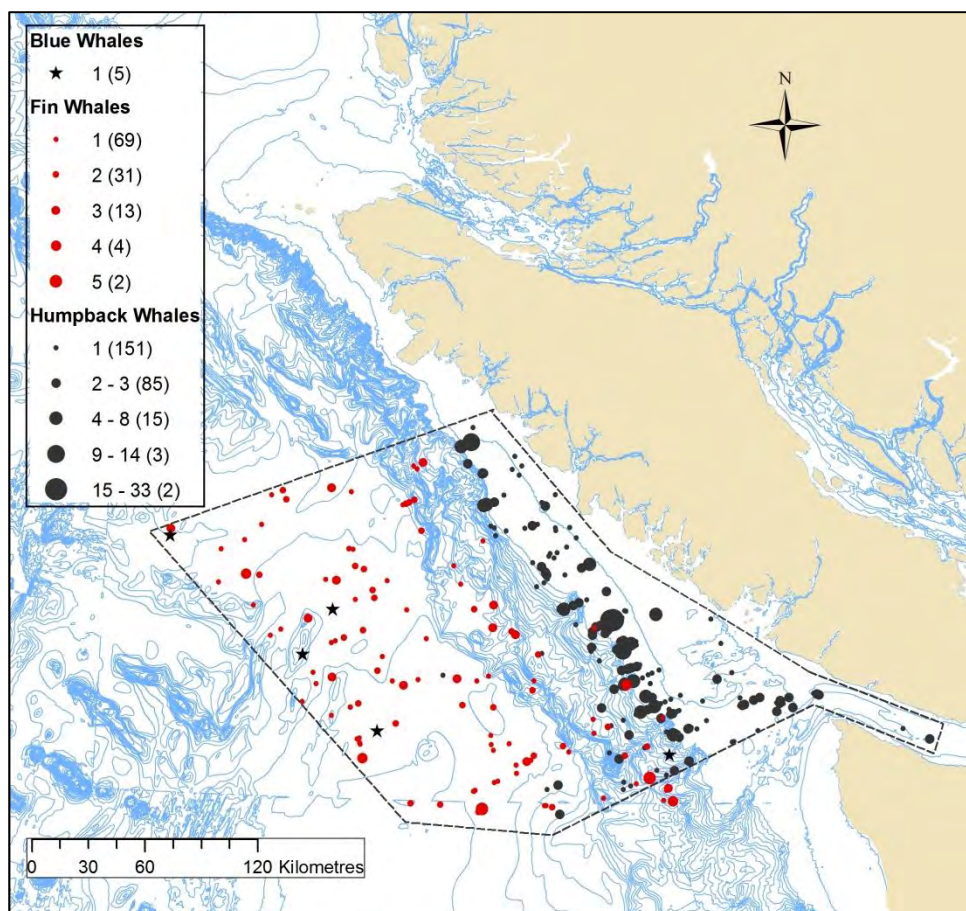 Blue Whales
1 (5)
Fin Whales
1 (69)
2 (31)
3 (13)
4 (4)
5 (2)
Humpback Whales
1 (151)
2 - 3 (85)
4 - 8 (15)
9 - 14 (3)
15 - 33 (2)
N
0 30 60 120 Kilometres